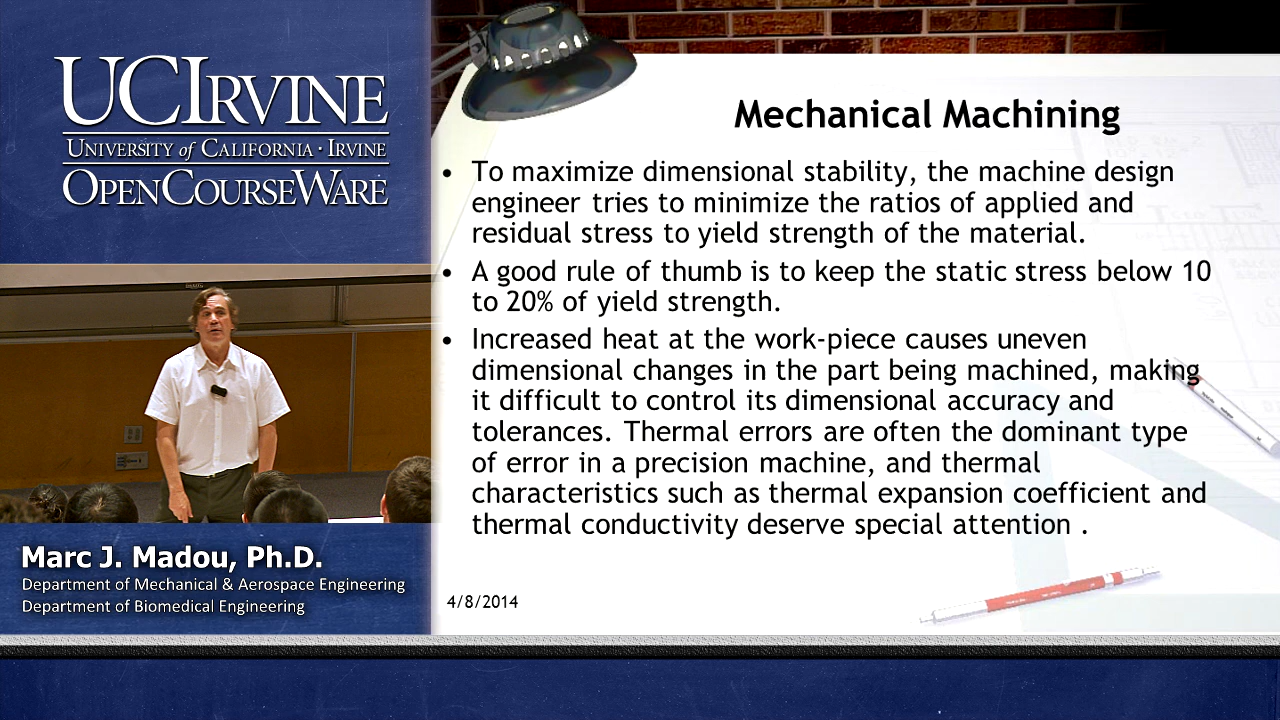 UCIRVINE
UNIVERSITY of CALIFORNIA · IRVINE
OPENCOURSEWARE
Marc J. Madou, Ph.D.
Department of Mechanical & Aerospace Engineering
Department of Biomedical Engineering
Mechanical Machining
• To maximize dimensional stability, the machine design
engineer tries to minimize the ratios of applied and
residual stress to yield strength of the material.
• A good rule of thumb is to keep the static stress below 10
to 20% of yield strength.
• Increased heat at the work-piece causes uneven
dimensional changes in the part being machined, making
it difficult to control its dimensional accuracy and
tolerances. Thermal errors are often the dominant type
of error in a precision machine, and thermal
characteristics such as thermal expansion coefficient and
thermal conductivity deserve special attention .
4/8/2014